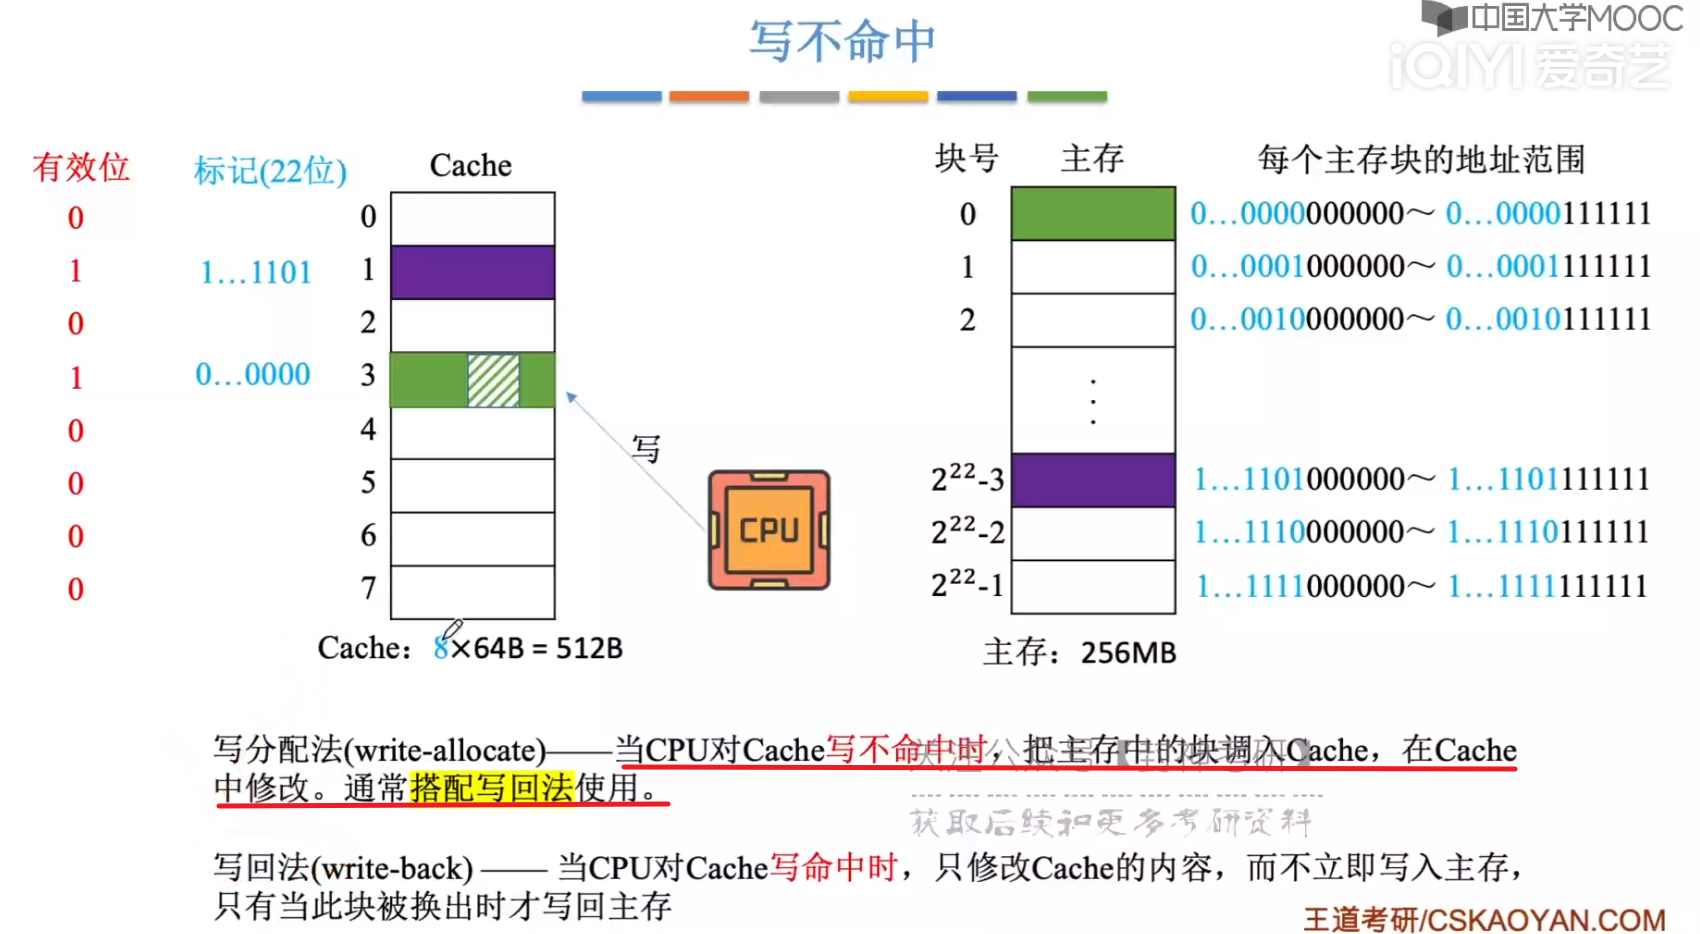 中国大学MOOC
iQIYI 爱奇艺
写不命中
有效位 标记(22位) Cache 块号 主存 每个主存块的地址范围
0 0 0 0…0000000000～ 0…0000111111
1 1…1101 1 1 0…0001000000～ 0…0001111111
0 2 2 0…0010000000～ 0…0010111111
1 0…0000 3 ⋮
0 4 写
0 5 2²²-3 1…1101000000～ 1…1101111111
0 6 CPU 2²²-2 1…1110000000～ 1…1110111111
0 7 2²²-1 1…1111000000～ 1…1111111111
Cache：8×64B = 512B 主存：256MB
写分配法(write-allocate)——当CPU对Cache写不命中时，把主存中的块调入Cache，在Cache
中修改。通常搭配写回法使用。
获取后续和更多考研资料
写回法(write-back) —— 当CPU对Cache写命中时，只修改Cache的内容，而不立即写入主存，
只有当此块被换出时才写回主存
王道考研/CSKAOYAN.COM